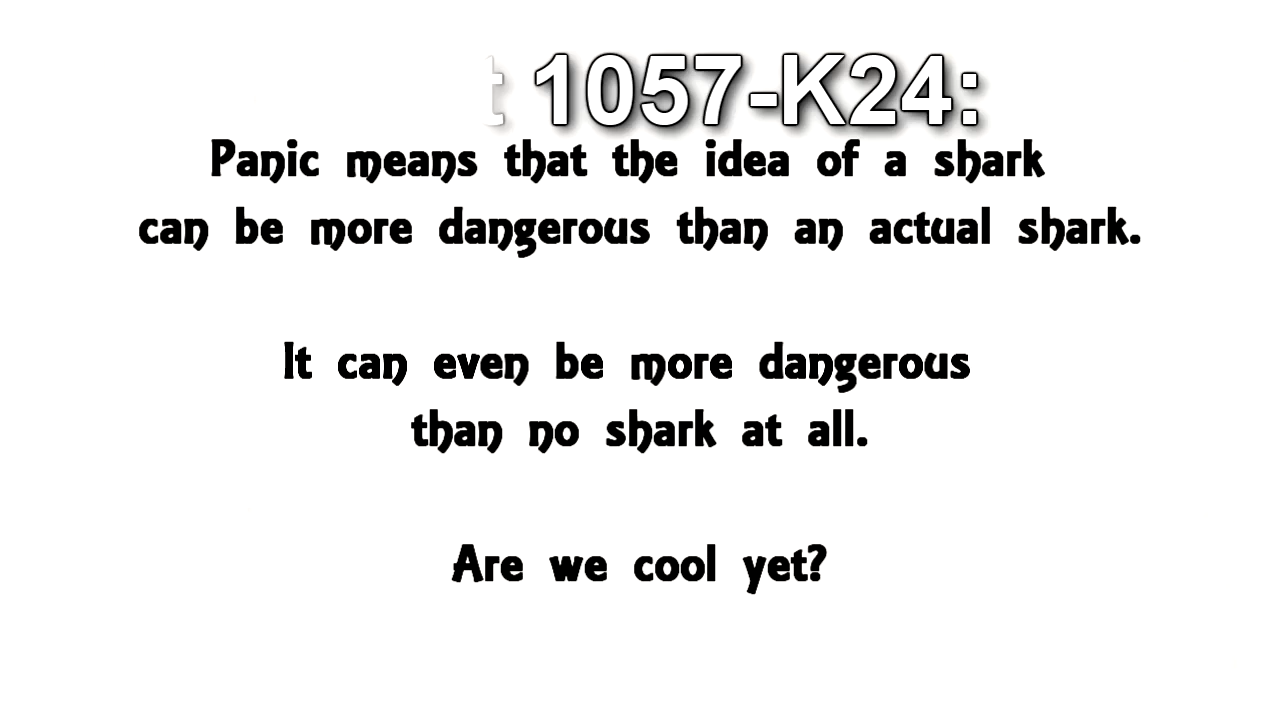 t 1057-K24:
Panic means that the idea of a shark
can be more dangerous than an actual shark.
It can even be more dangerous
than no shark at all.
Are we cool yet?